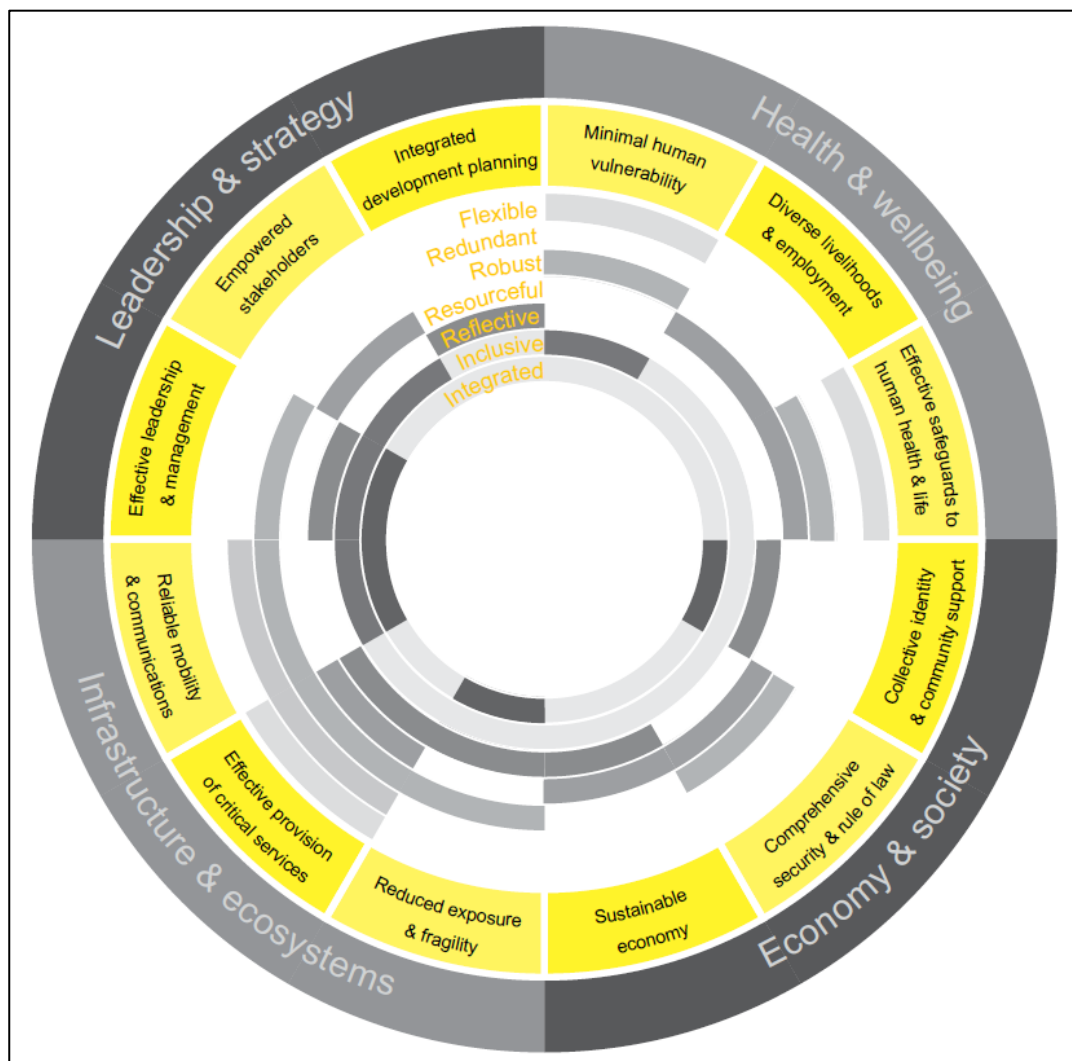 Leadership & strategy
Health & wellbeing
Economy & society
Infrastructure & ecosystems
Integrated
development planning
Minimal human
vulnerability
Diverse livelihoods
& employment
Effective safeguards to
human health & life
Collective identity
& community support
Comprehensive
security & rule of law
Sustainable
economy
Reduced exposure
& fragility
Effective provision
of critical services
Reliable mobility
& communications
Effective leadership
& management
Empowered
stakeholders
Flexible
Redundant
Robust
Resourceful
Reflective
Inclusive
Integrated